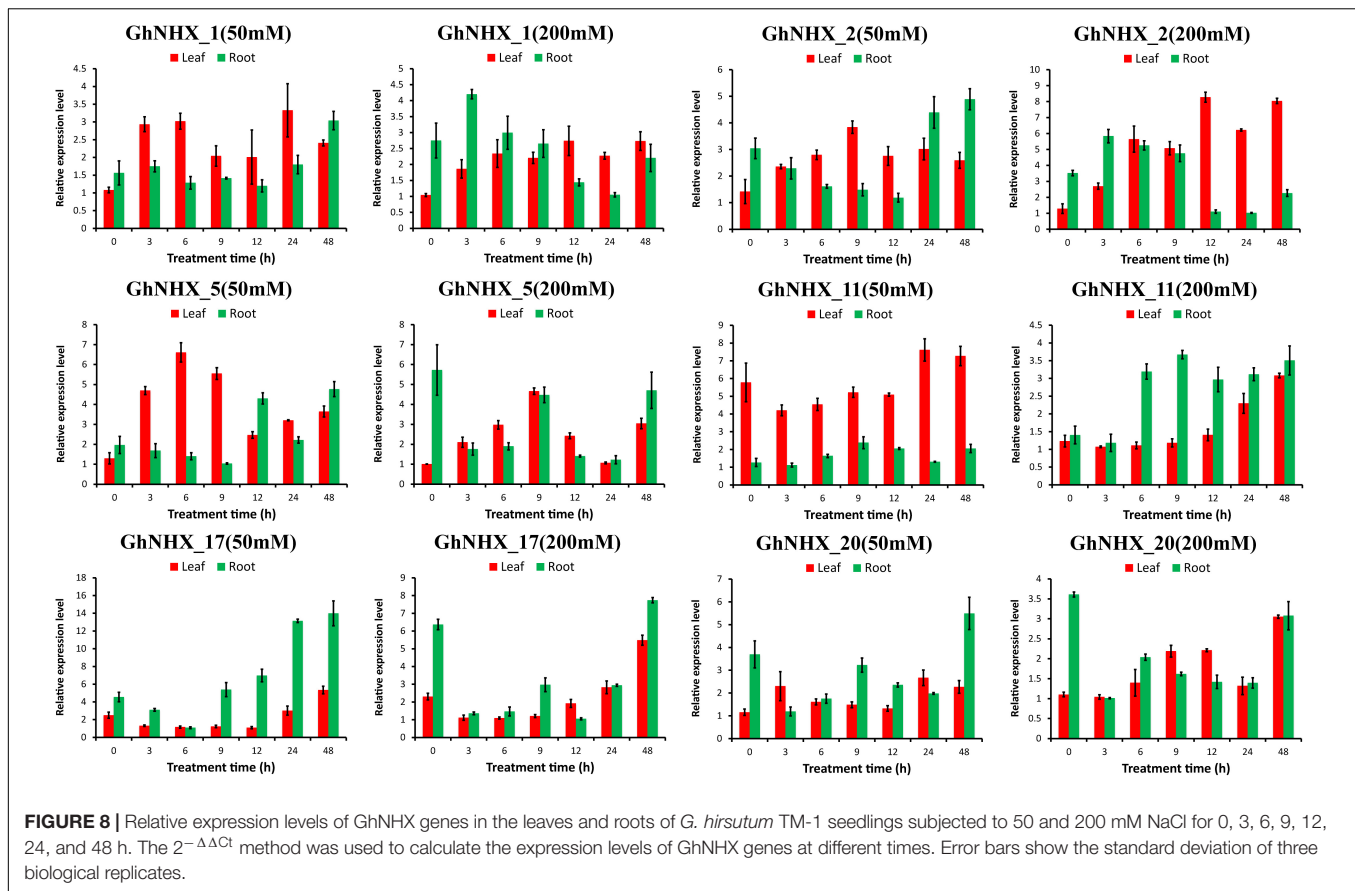 GhNHX_1(50mM)
Leaf Root
Relative expression level
4.5
4
3.5
3
2.5
2
1.5
1
0.5
0 3 6 9 12 24 48
Treatment time (h)
GhNHX_1(200mM)
Leaf Root
Relative expression level
5
4.5
4
3.5
3
2.5
2
1.5
1
0.5
0 3 6 9 12 24 48
Treatment time (h)
GhNHX_2(50mM)
Leaf Root
Relative expression level
6
5
4
3
2
1
0
0 3 6 9 12 24 48
Treatment time (h)
GhNHX_2(200mM)
Leaf Root
Relative expression level
10
9
8
7
6
5
4
3
2
1
0
0 3 6 9 12 24 48
Treatment time (h)
GhNHX_5(50mM)
Leaf Root
Relative expression level
8
7
6
5
4
3
2
1
0
0 3 6 9 12 24 48
Treatment time (h)
GhNHX_5(200mM)
Leaf Root
Relative expression level
8
7
6
5
4
3
2
1
0
0 3 6 9 12 24 48
Treatment time (h)
GhNHX_11(50mM)
Leaf Root
Relative expression level
9
8
7
6
5
4
3
2
1
0
0 3 6 9 12 24 48
Treatment time (h)
GhNHX_11(200mM)
Leaf Root
Relative expression level
4.5
4
3.5
3
2.5
2
1.5
1
0.5
0
0 3 6 9 12 24 48
Treatment time (h)
GhNHX_17(50mM)
Leaf Root
Relative expression level
18
16
14
12
10
8
6
4
2
0
0 3 6 9 12 24 48
Treatment time (h)
GhNHX_17(200mM)
Leaf Root
Relative expression level
9
8
7
6
5
4
3
2
1
0
0 3 6 9 12 24 48
Treatment time (h)
GhNHX_20(50mM)
Leaf Root
Relative expression level
7
6
5
4
3
2
1
0
0 3 6 9 12 24 48
Treatment time (h)
GhNHX_20(200mM)
Leaf Root
Relative expression level
4
3.5
3
2.5
2
1.5
1
0.5
0
0 3 6 9 12 24 48
Treatment time (h)
FIGURE 8 | Relative expression levels of GhNHX genes in the leaves and roots of G. hirsutum TM-1 seedlings subjected to 50 and 200 mM NaCl for 0, 3, 6, 9, 12,
24, and 48 h. The 2−ΔΔCt method was used to calculate the expression levels of GhNHX genes at different times. Error bars show the standard deviation of three
biological replicates.